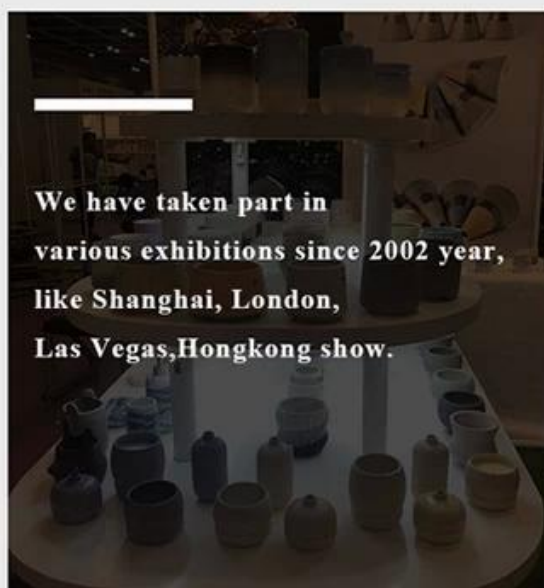 We have taken part in
various exhibitions since 2002 year,
like Shanghai, London,
Las Vegas,Hongkong show.